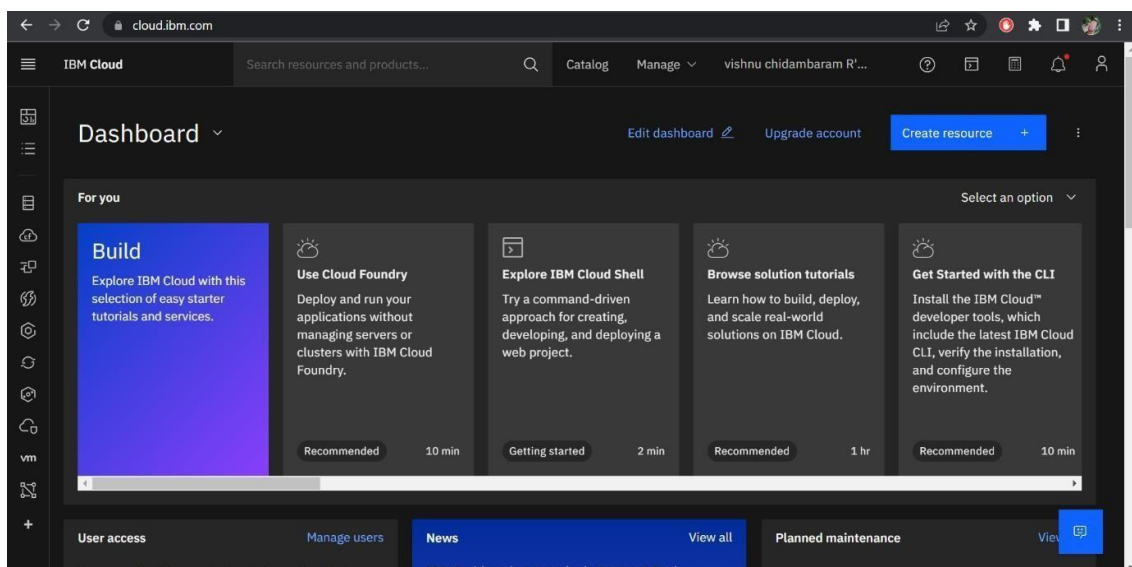 cloud.ibm.com
IBM Cloud
Search resources and products...
Catalog
Manage
vishnu chidambaram R'...
Dashboard
Edit dashboard
Upgrade account
Create resource +
For you
Select an option
Build
Explore IBM Cloud with this
selection of easy starter
tutorials and services.
Use Cloud Foundry
Deploy and run your
applications without
managing servers or
clusters with IBM Cloud
Foundry.
Recommended
10 min
Explore IBM Cloud Shell
Try a command-driven
approach for creating,
developing, and deploying a
web project.
Getting started
2 min
Browse solution tutorials
Learn how to build, deploy,
and scale real-world
solutions on IBM Cloud.
Recommended
1 hr
Get Started with the CLI
Install the IBM Cloud™
developer tools, which
include the latest IBM Cloud
CLI, verify the installation,
and configure the
environment.
Recommended
10 min
cf
vm
User access
Manage users
News
View all
Planned maintenance